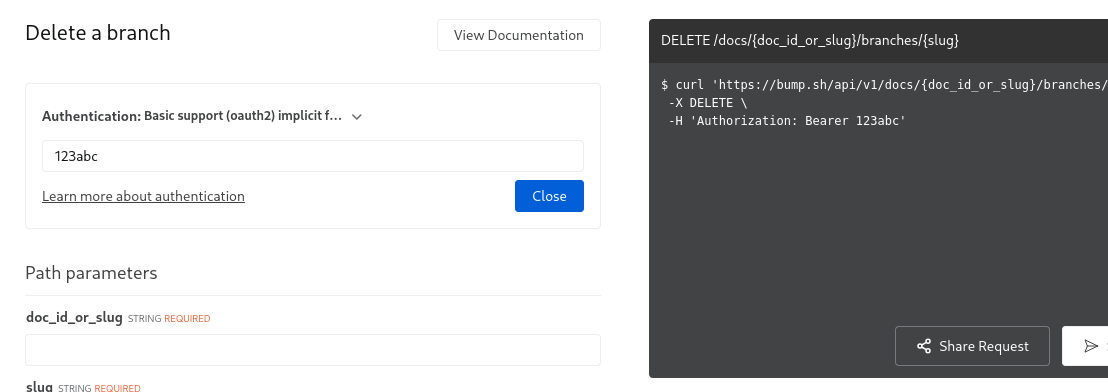 Delete a branch
View Documentation
Authentication: Basic support (oauth2) implicit f...
123abc
Learn more about authentication
Close
Path parameters
doc_id_or_slug STRING REQUIRED
slug STRING REQUIRED
DELETE /docs/{doc_id_or_slug}/branches/{slug}
$ curl 'https://bump.sh/api/v1/docs/{doc_id_or_slug}/branches/
-X DELETE \
-H 'Authorization: Bearer 123abc'
Share Request